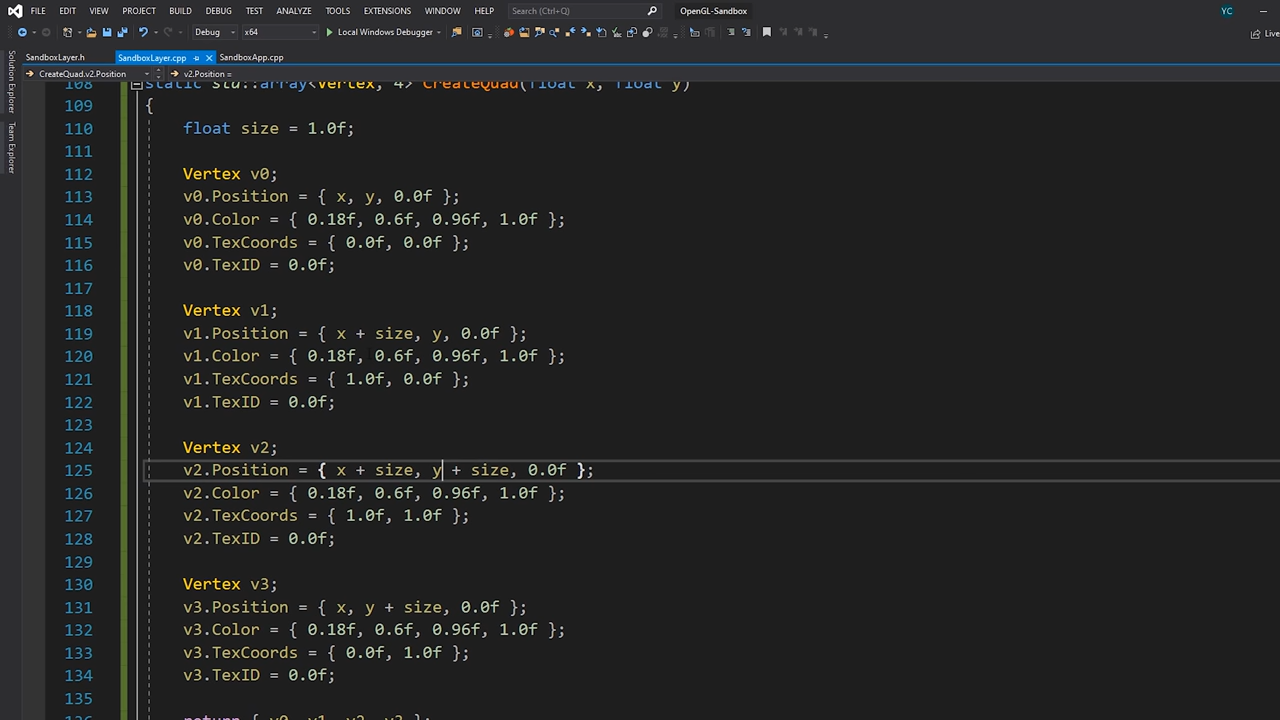 FILE EDIT VIEW PROJECT BUILD DEBUG TEST ANALYZE TOOLS EXTENSIONS WINDOW HELP Search (Ctrl+Q) OpenGL-Sandbox YC
Debug x64 Local Windows Debugger Live
SandboxLayer.h SandboxLayer.cpp SandboxApp.cpp
CreateQuad.v2.Position v2.Position =
Solution Explorer
Team Explorer
108 static std::array<Vertex, 4> CreateQuad(float x, float y)
109 {
110 float size = 1.0f;
111
112 Vertex v0;
113 v0.Position = { x, y, 0.0f };
114 v0.Color = { 0.18f, 0.6f, 0.96f, 1.0f };
115 v0.TexCoords = { 0.0f, 0.0f };
116 v0.TexID = 0.0f;
117
118 Vertex v1;
119 v1.Position = { x + size, y, 0.0f };
120 v1.Color = { 0.18f, 0.6f, 0.96f, 1.0f };
121 v1.TexCoords = { 1.0f, 0.0f };
122 v1.TexID = 0.0f;
123
124 Vertex v2;
125 v2.Position = { x + size, y + size, 0.0f };
126 v2.Color = { 0.18f, 0.6f, 0.96f, 1.0f };
127 v2.TexCoords = { 1.0f, 1.0f };
128 v2.TexID = 0.0f;
129
130 Vertex v3;
131 v3.Position = { x, y + size, 0.0f };
132 v3.Color = { 0.18f, 0.6f, 0.96f, 1.0f };
133 v3.TexCoords = { 0.0f, 1.0f };
134 v3.TexID = 0.0f;
135
136 return { v0, v1, v2, v3 };